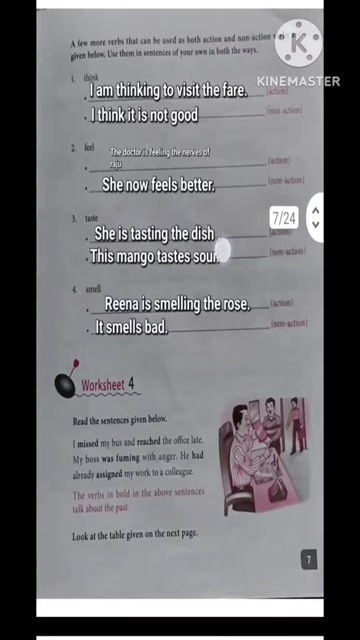 A few more verbs that can be used as both action and non-action
given below. Use them in sentences of your own in both the ways.
KINEMASTER
1. think
. I am thinking to visit the fare. (action)
. I think it is not good (non-action)
2. feel
The doctor is feeling the nerves of
. raju (action)
. She now feels better. (non-action)
3. taste
7/24
. She is tasting the dish (action)
. This mango tastes sour. (non-action)
4. smell
. Reena is smelling the rose. (action)
. It smells bad. (non-action)
Worksheet 4
Read the sentences given below.
I missed my bus and reached the office late.
My boss was fuming with anger. He had
already assigned my work to a colleague.
The verbs in bold in the above sentences
talk about the past.
Look at the table given on the next page.
7